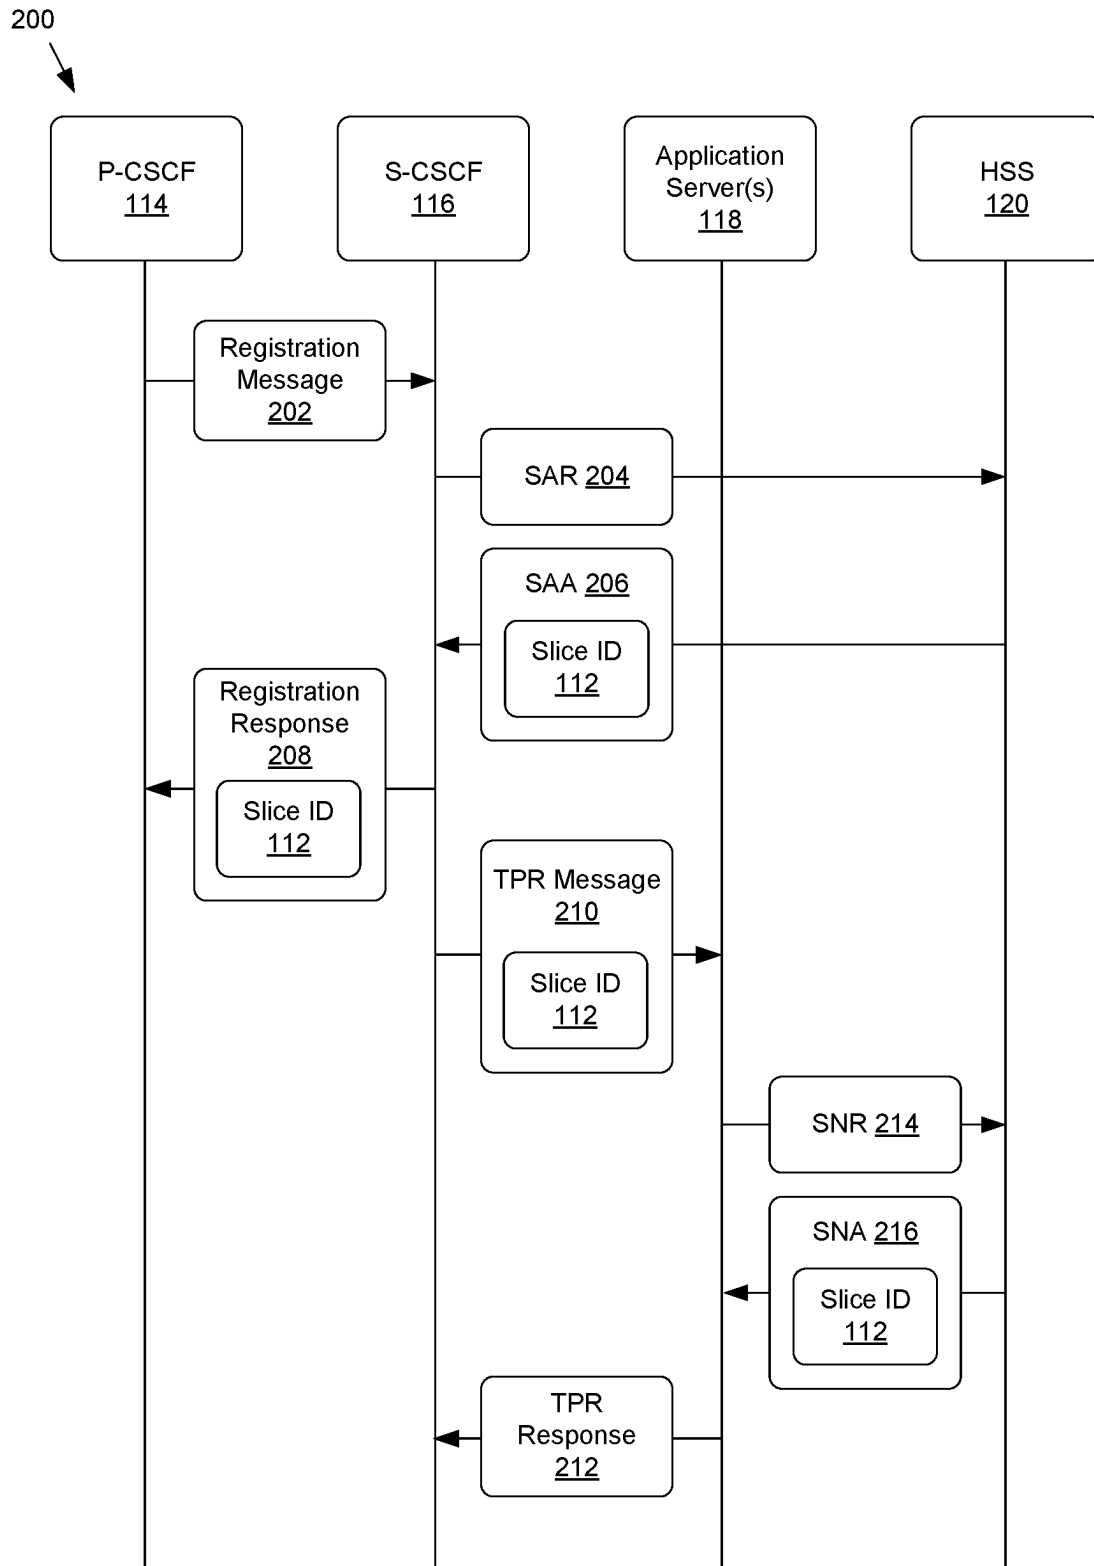 200
P-CSCF
114
S-CSCF
116
Application
Server(s)
118
HSS
120
Registration
Message
202
SAR 204
SAA 206
Slice ID
112
Registration
Response
208
Slice ID
112
TPR Message
210
Slice ID
112
SNR 214
SNA 216
Slice ID
112
TPR
Response
212